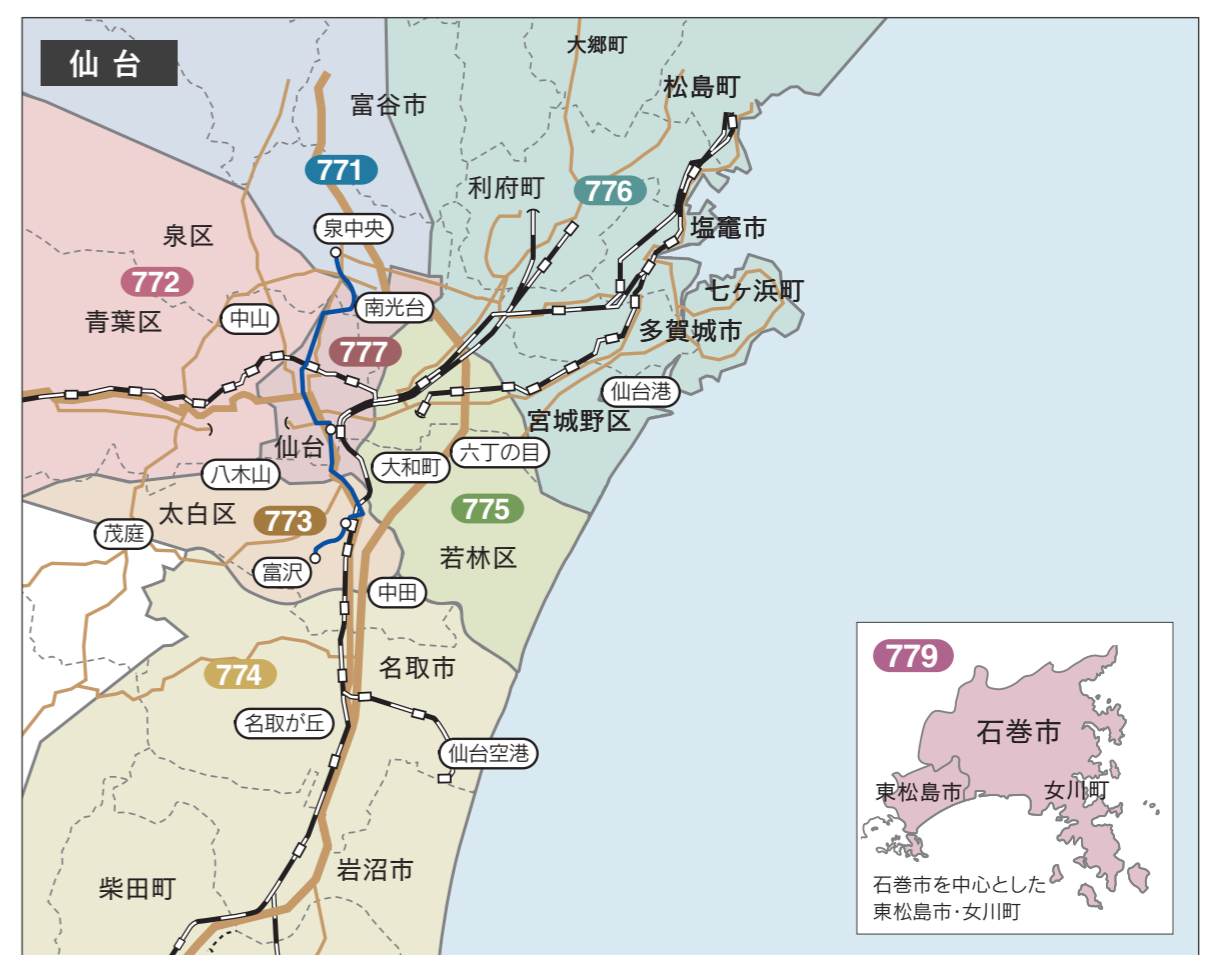 仙台
大郷町
松島町
富谷市
771
利府町
776
泉中央
塩竈市
泉区
772
七ヶ浜町
南光台
中山
青葉区
多賀城市
777
仙台港
宮城野区
仙台
六丁の目
大和町
八木山
775
太白区
773
茂庭
若林区
富沢
中田
名取市
774
名取が丘
仙台空港
岩沼市
柴田町
779
石巻市
東松島市
女川町
石巻市を中心とした
東松島市・女川町